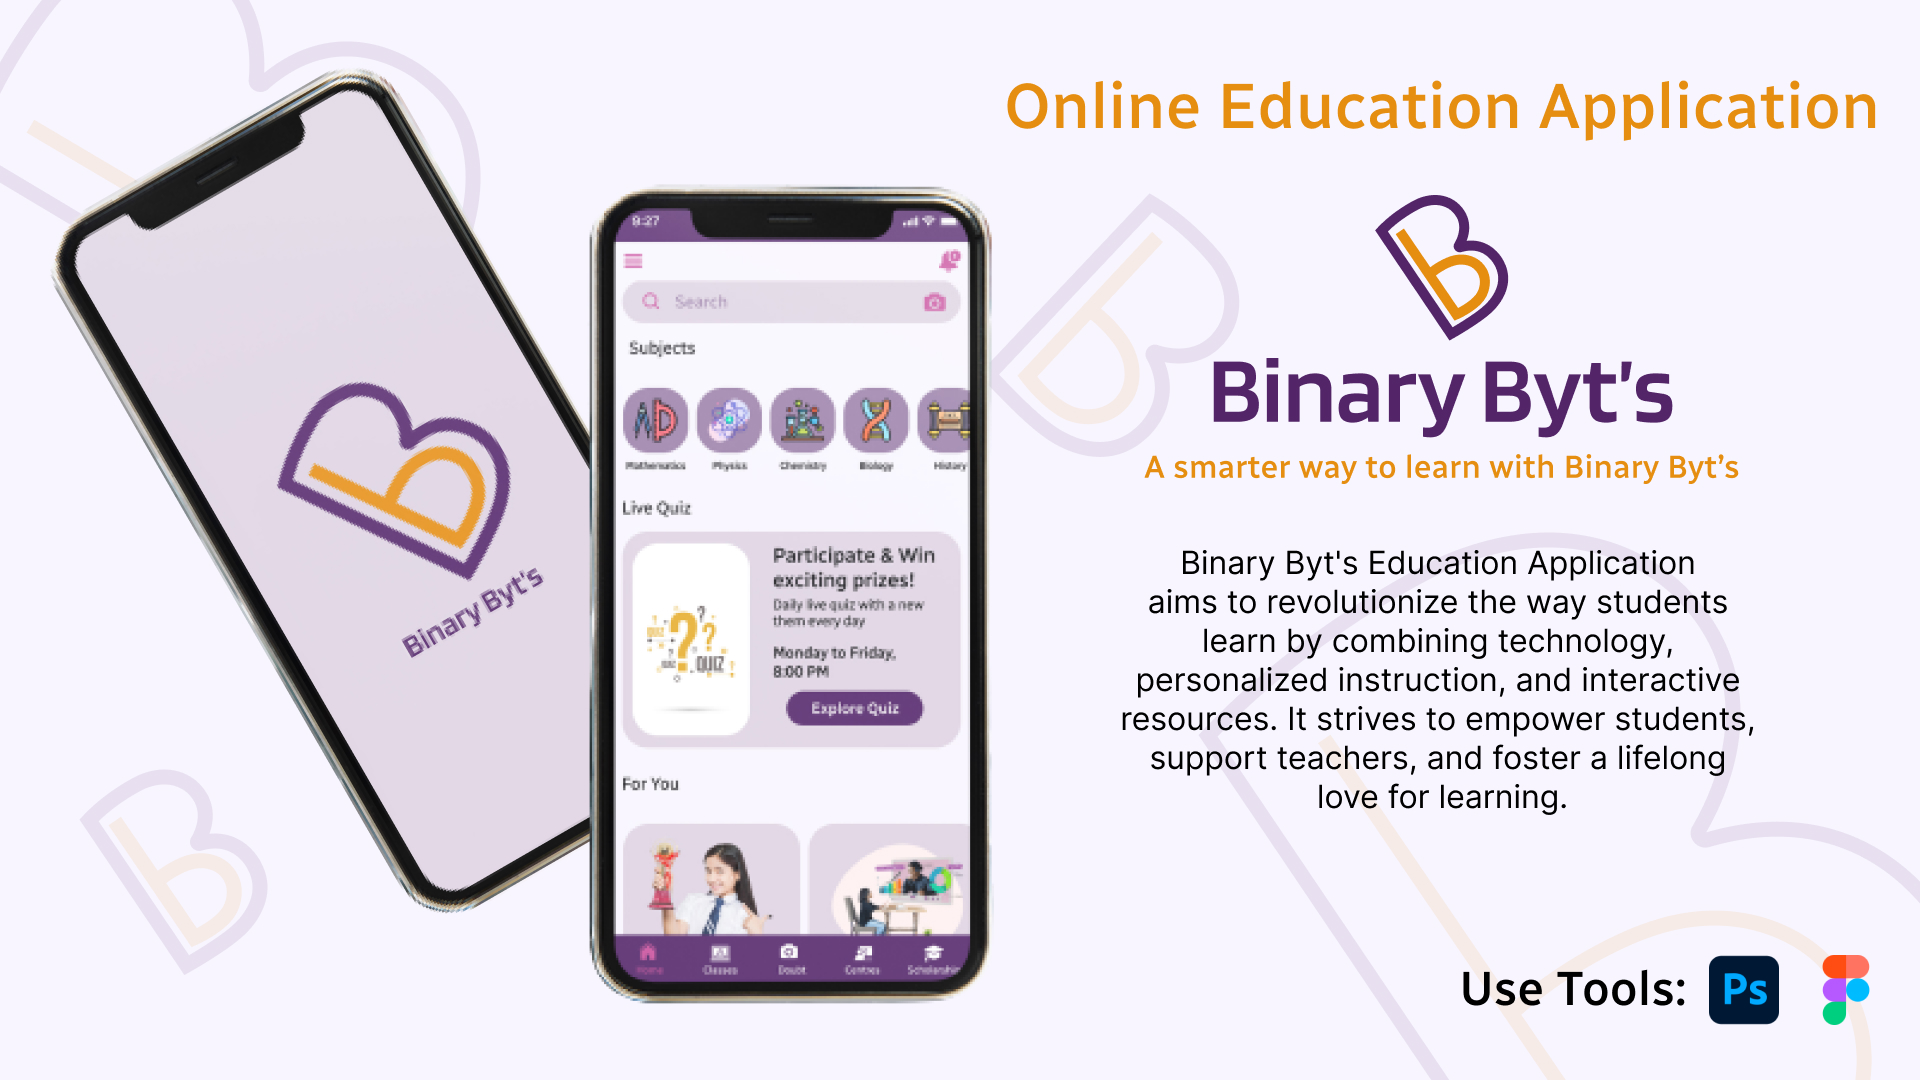 Online Education Application
Binary Byt's
A smarter way to learn with Binary Byt's
Binary Byt's Education Application
aims to revolutionize the way students
learn by combining technology,
personalized instruction, and interactive
resources. It strives to empower students,
support teachers, and foster a lifelong
love for learning.
Use Tools:
Ps
Binary Byt's
9:27
Search
Subjects
Mathematics Physics Chemistry Biology History
Live Quiz
Participate & Win
exciting prizes!
Daily live quiz with a new
them every day
Monday to Friday,
8:00 PM
Explore Quiz
QUIZ
For You
Home Classes Doubt Centres